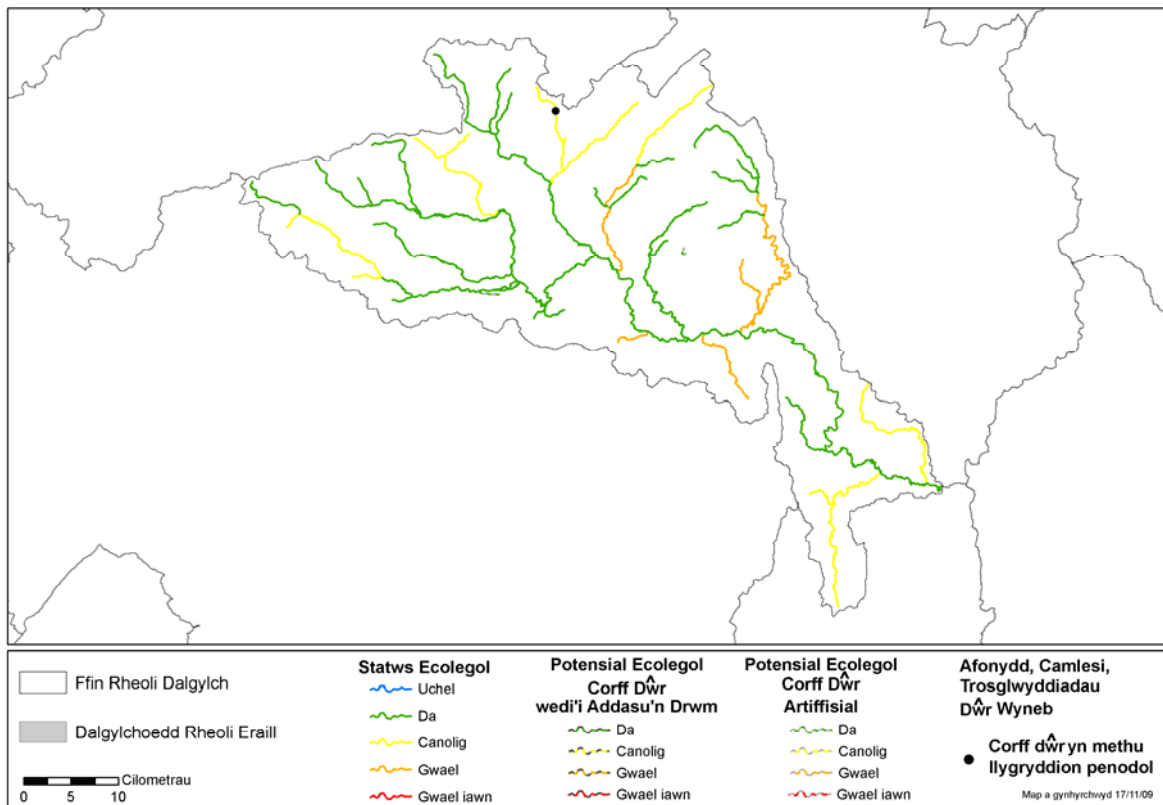 Ffin Rheoli Dalgylch
Dalgylchoedd Rheoli Eraill
Cilometrau
0 5 10
Statws Ecolegol
Uchel
Da
Canolig
Gwael
Gwael iawn
Potensial Ecolegol
Corff Dŵr
wedi'i Addasu'n Drwm
Da
Canolig
Gwael
Gwael iawn
Potensial Ecolegol
Corff Dŵr
Artiffisial
Da
Canolig
Gwael
Gwael iawn
Afonydd, Camlesi,
Trosglwyddiadau
Dŵr Wyneb
Corff dŵr yn methu
llygryddion penodol
Map a gynhyrchwyd 17/11/09